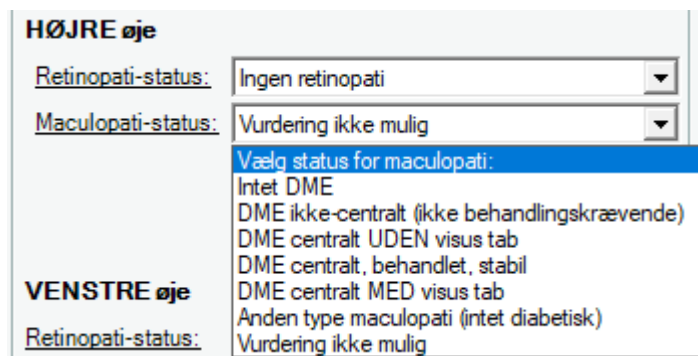 HØJRE øje
Retinopati-status: Ingen retinopati
Maculopati-status: Vurdering ikke mulig
Vælg status for maculopati:
Intet DME
DME ikke-centralt (ikke behandlingskrævende)
DME centralt UDEN visus tab
DME centralt, behandlet, stabil
DME centralt MED visus tab
Anden type maculopati (intet diabetisk)
Vurdering ikke mulig
VENSTRE øje
Retinopati-status: